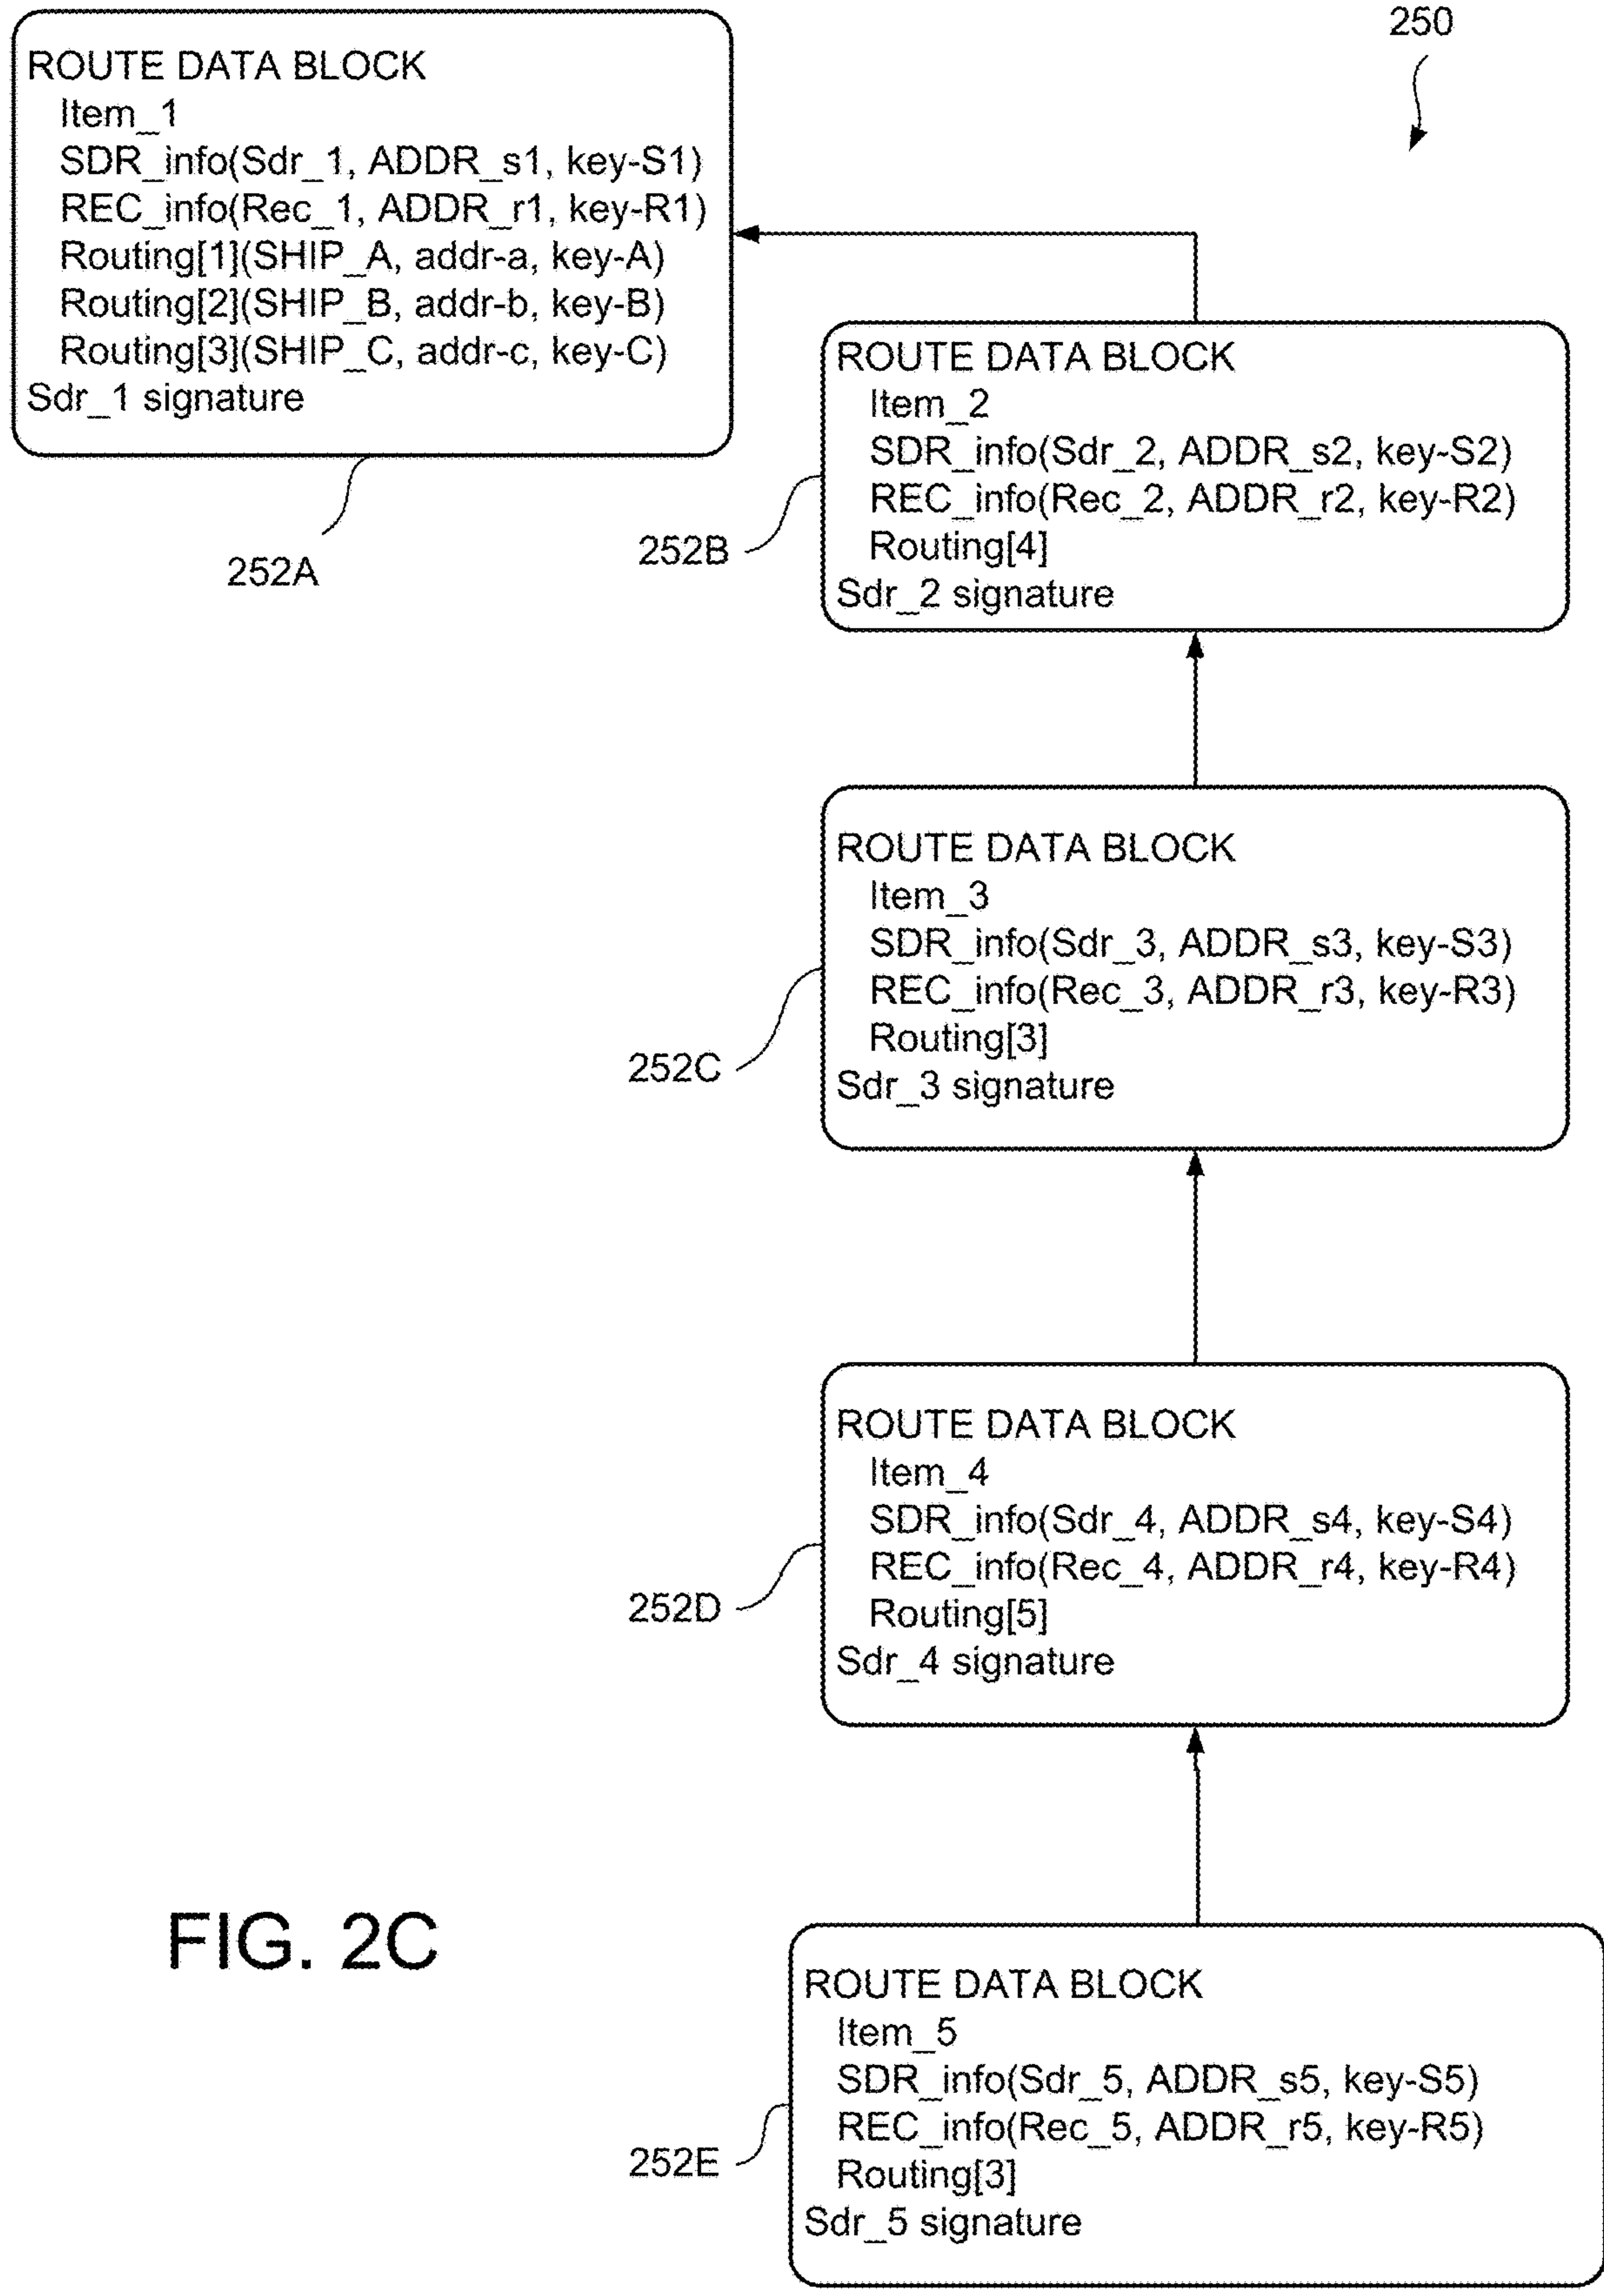 250
ROUTE DATA BLOCK
Item_1
SDR_info(Sdr_1, ADDR_s1, key-S1)
REC_info(Rec_1, ADDR_r1, key-R1)
Routing[1](SHIP_A, addr-a, key-A)
Routing[2](SHIP_B, addr-b, key-B)
Routing[3](SHIP_C, addr-c, key-C)
Sdr_1 signature
252A
ROUTE DATA BLOCK
Item_2
SDR_info(Sdr_2, ADDR_s2, key-S2)
REC_info(Rec_2, ADDR_r2, key-R2)
Routing[4]
Sdr_2 signature
252B
ROUTE DATA BLOCK
Item_3
SDR_info(Sdr_3, ADDR_s3, key-S3)
REC_info(Rec_3, ADDR_r3, key-R3)
Routing[3]
Sdr_3 signature
252C
ROUTE DATA BLOCK
Item_4
SDR_info(Sdr_4, ADDR_s4, key-S4)
REC_info(Rec_4, ADDR_r4, key-R4)
Routing[5]
Sdr_4 signature
252D
ROUTE DATA BLOCK
Item_5
SDR_info(Sdr_5, ADDR_s5, key-S5)
REC_info(Rec_5, ADDR_r5, key-R5)
Routing[3]
Sdr_5 signature
252E
FIG. 2C